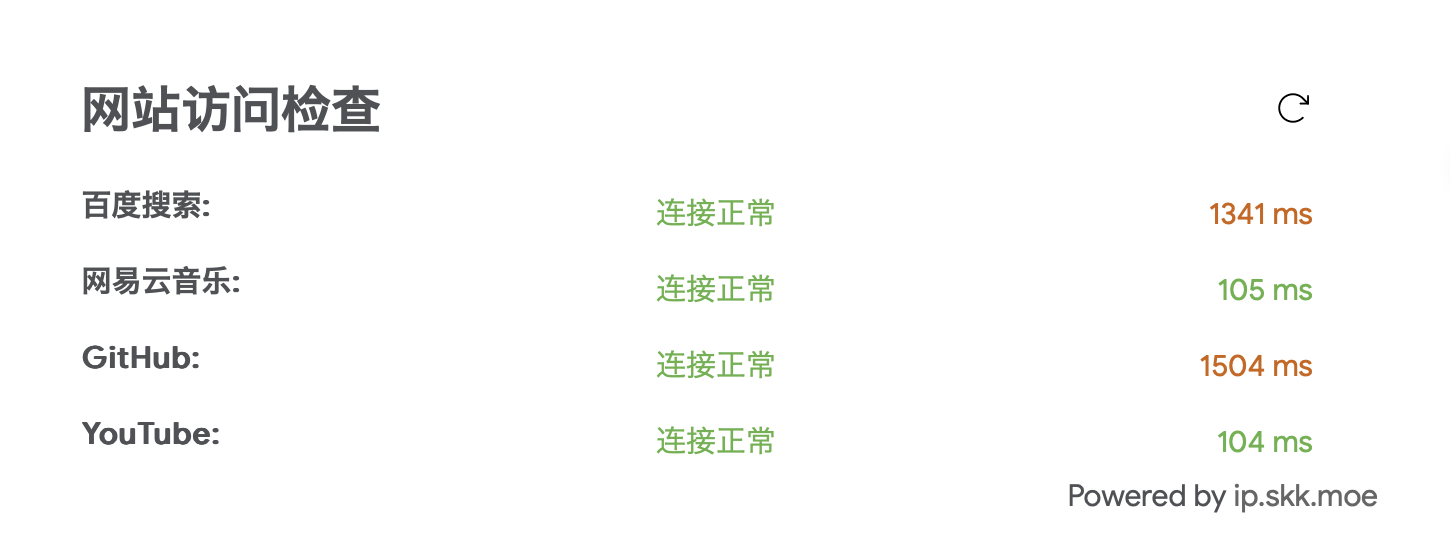 网站访问检查
百度搜索: 连接正常 1341 ms
网易云音乐: 连接正常 105 ms
GitHub: 连接正常 1504 ms
YouTube: 连接正常 104 ms
Powered by ip.skk.moe